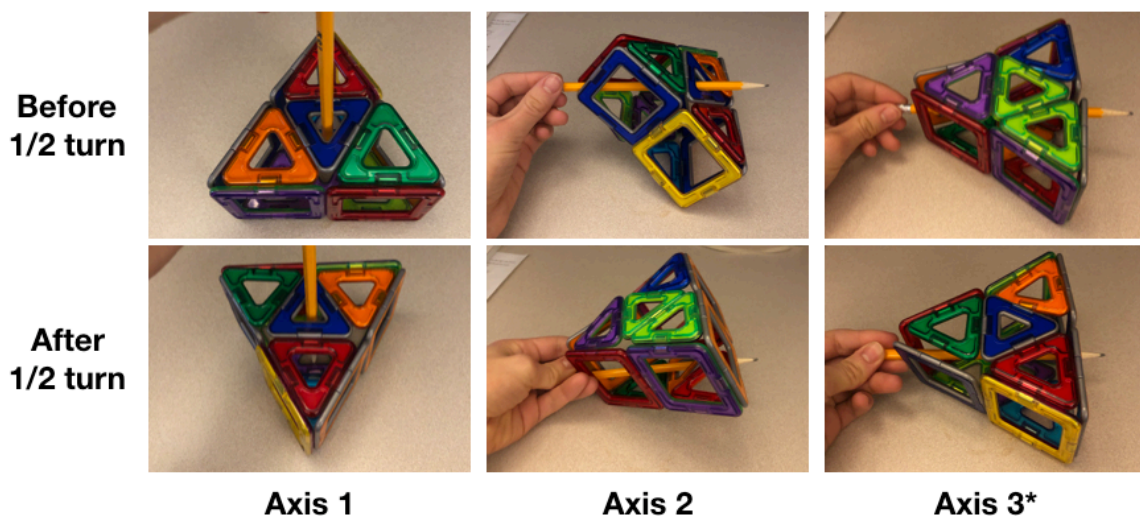 Before
1/2 turn
After
1/2 turn
Axis 1
Axis 2
Axis 3*